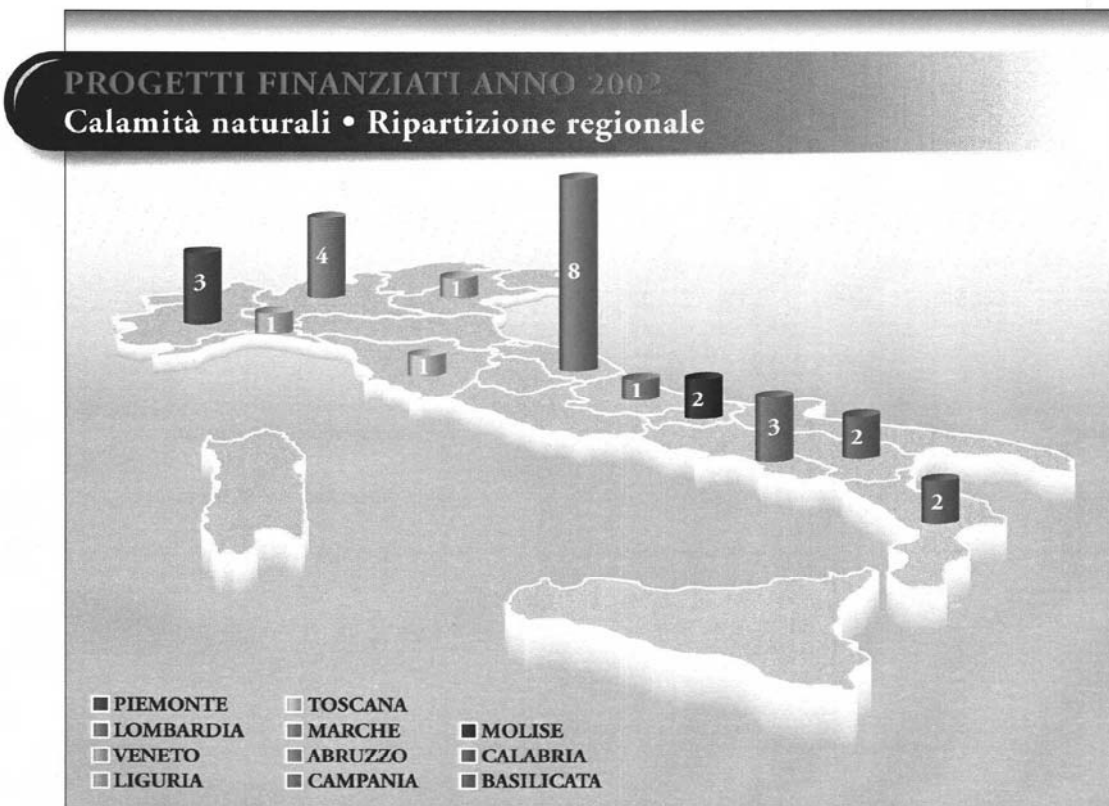 PROGETTI FINANZIATI ANNO 2002
Calamità naturali • Ripartizione regionale
8
4
3
1
1
1
1
2
3
2
2
PIEMONTE
LOMBARDIA
VENETO
LIGURIA
TOSCANA
MARCHE
ABRUZZO
CAMPANIA
MOLISE
CALABRIA
BASILICATA